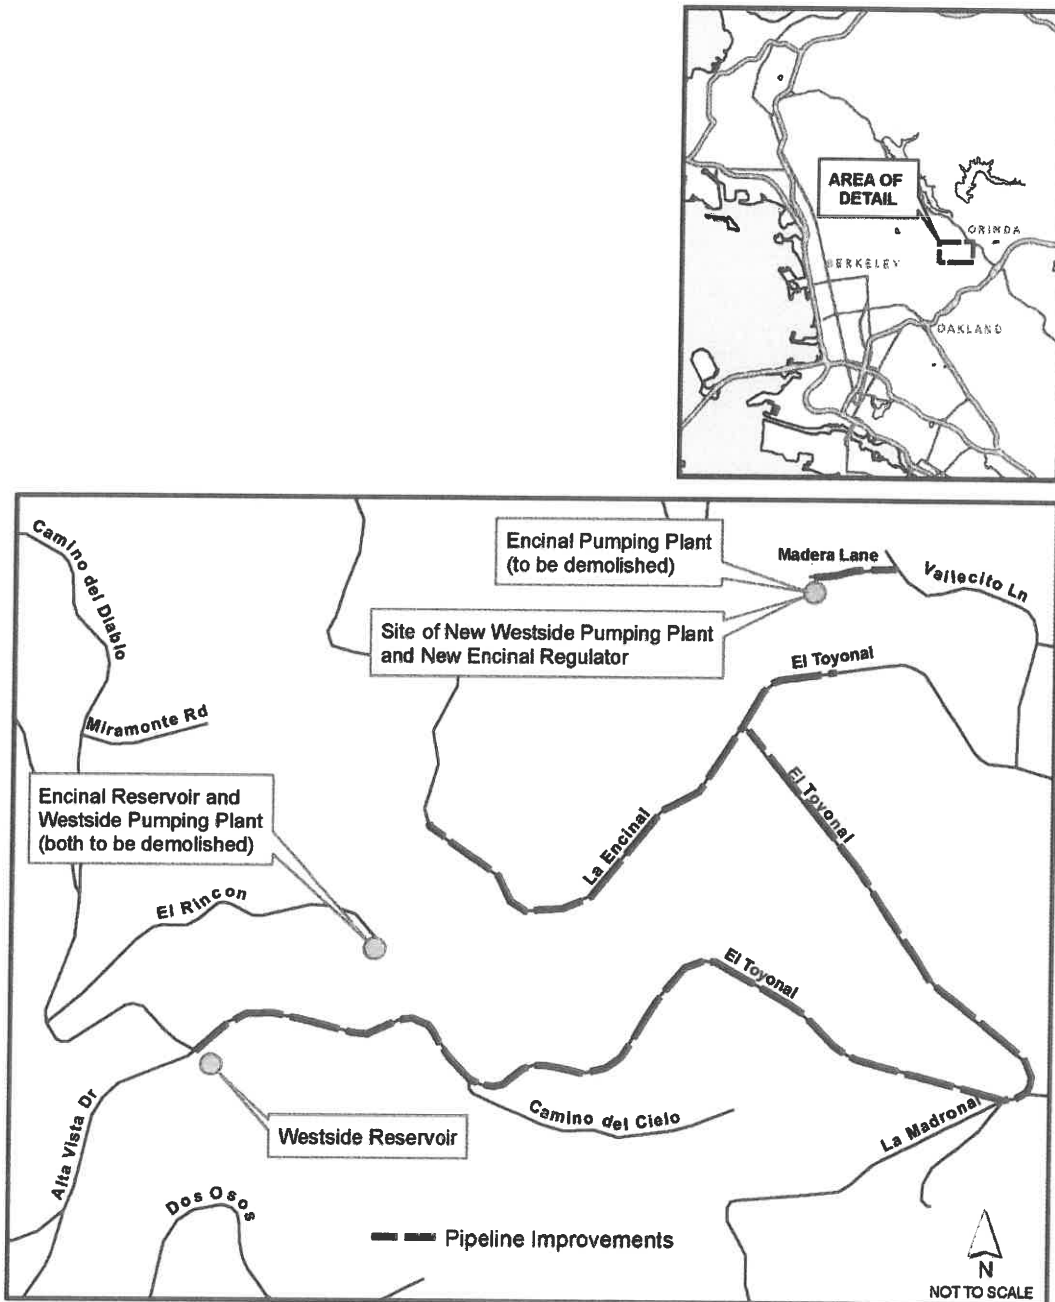 AREA OF
DETAIL
ORINDA
BERKELEY
OAKLAND
Camino del Diablo
Encinal Pumping Plant
(to be demolished)
Madera Lane
Vallecito Ln
Site of New Westside Pumping Plant
and New Encinal Regulator
El Toyonal
Miramonte Rd
El Toyonal
Encinal Reservoir and
Westside Pumping Plant
(both to be demolished)
La Encinal
El Rincon
El Toyonal
Camino del Cielo
La Madronal
Westside Reservoir
Alta Vista Dr
Dos Osos
Pipeline Improvements
N
NOT TO SCALE